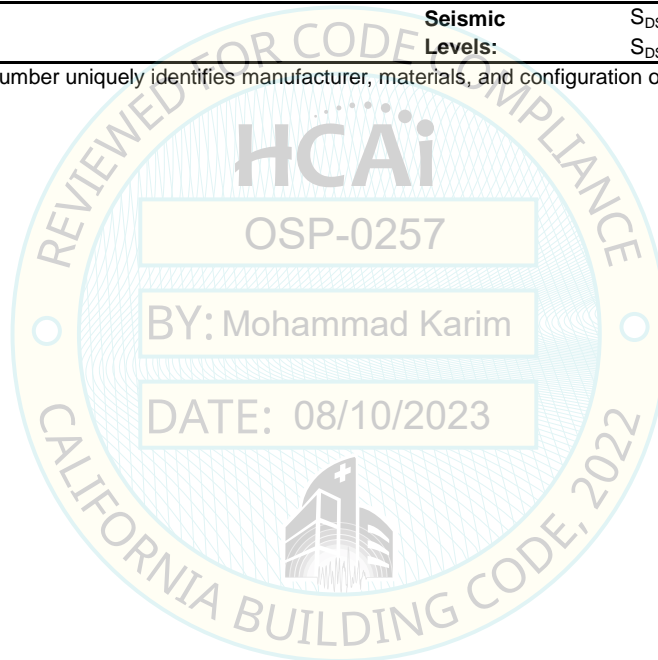 Seismic
Levels:
umber uniquely identifies manufacturer, materials, and configuration o
REVIEWED FOR CODE COMPLIANCE
HCAi
OSP-0257
BY: Mohammad Karim
DATE: 08/10/2023
CALIFORNIA BUILDING CODE, 2022